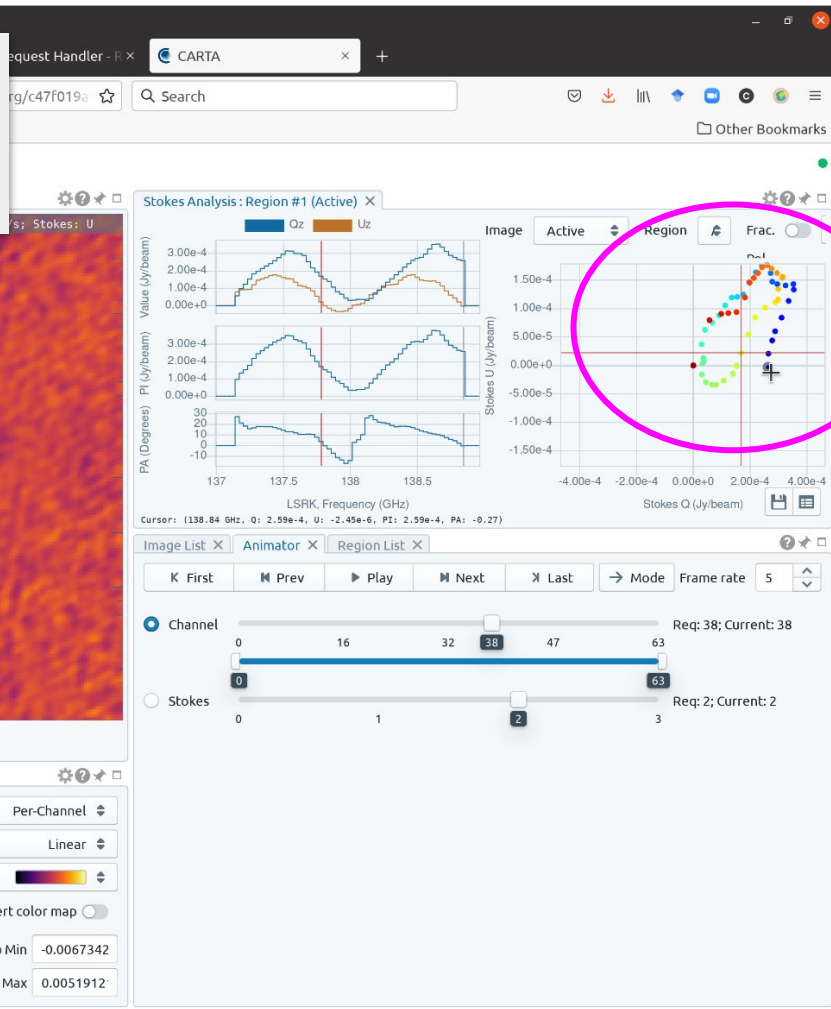 equest Handler - R ×
CARTA ×
rg/c47f019a
Search
Other Bookmarks
/s; Stokes: U
Stokes Analysis : Region #1 (Active)
Qz Uz
Image Active Region Frac.
Value (Jy/beam)
3.00e-4
2.00e-4
1.00e-4
0.00e+0
PI (Jy/beam)
3.00e-4
2.00e-4
1.00e-4
0.00e+0
PA (Degrees)
30
20
10
0
-10
137 137.5 138 138.5
LSRK, Frequency (GHz)
Cursor: (138.84 GHz, Q: 2.59e-4, U: -2.45e-6, PI: 2.59e-4, PA: -0.27)
Stokes U (Jy/beam)
1.50e-4
1.00e-4
5.00e-5
0.00e+0
-5.00e-5
-1.00e-4
-1.50e-4
-4.00e-4 -2.00e-4 0.00e+0 2.00e-4 4.00e-4
Stokes Q (Jy/beam)
Image List Animator Region List
First Prev Play Next Last Mode Frame rate 5
Channel Req: 38; Current: 38
0 16 32 38 47 63
0 63
Stokes Req: 2; Current: 2
0 1 2 3
Per-Channel
Linear
ert color map
Min -0.0067342
Max 0.0051912